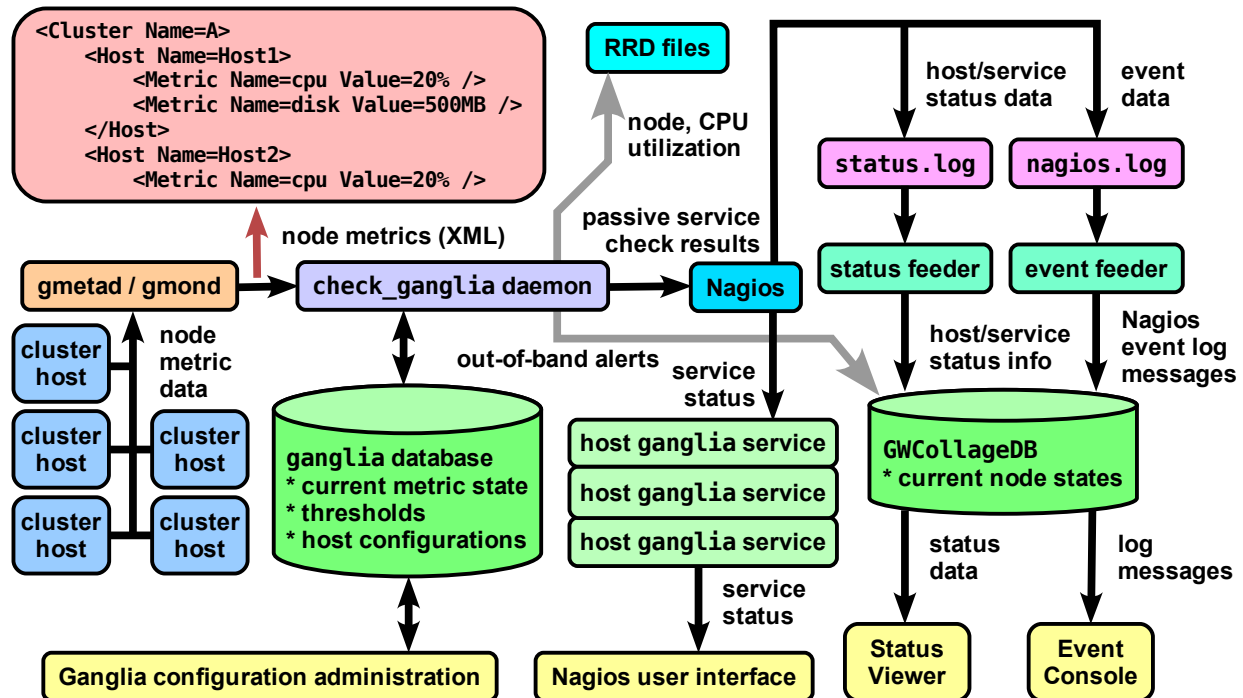 <Cluster Name=A>
<Host Name=Host1>
<Metric Name=cpu Value=20% />
<Metric Name=disk Value=500MB />
</Host>
<Host Name=Host2>
<Metric Name=cpu Value=20% />
RRD files
node, CPU
utilization
host/service
status data
event
data
status.log
nagios.log
node metrics (XML)
passive service
check results
gmetad / gmond
check_ganglia daemon
Nagios
status feeder
event feeder
cluster
host
node
metric
data
out-of-band alerts
service
status
host/service
status info
Nagios
event log
messages
cluster
host
cluster
host
cluster
host
cluster
host
ganglia database
* current metric state
* thresholds
* host configurations
host ganglia service
host ganglia service
host ganglia service
GWCollageDB
* current node states
service
status
status
data
log
messages
Ganglia configuration administration
Nagios user interface
Status
Viewer
Event
Console